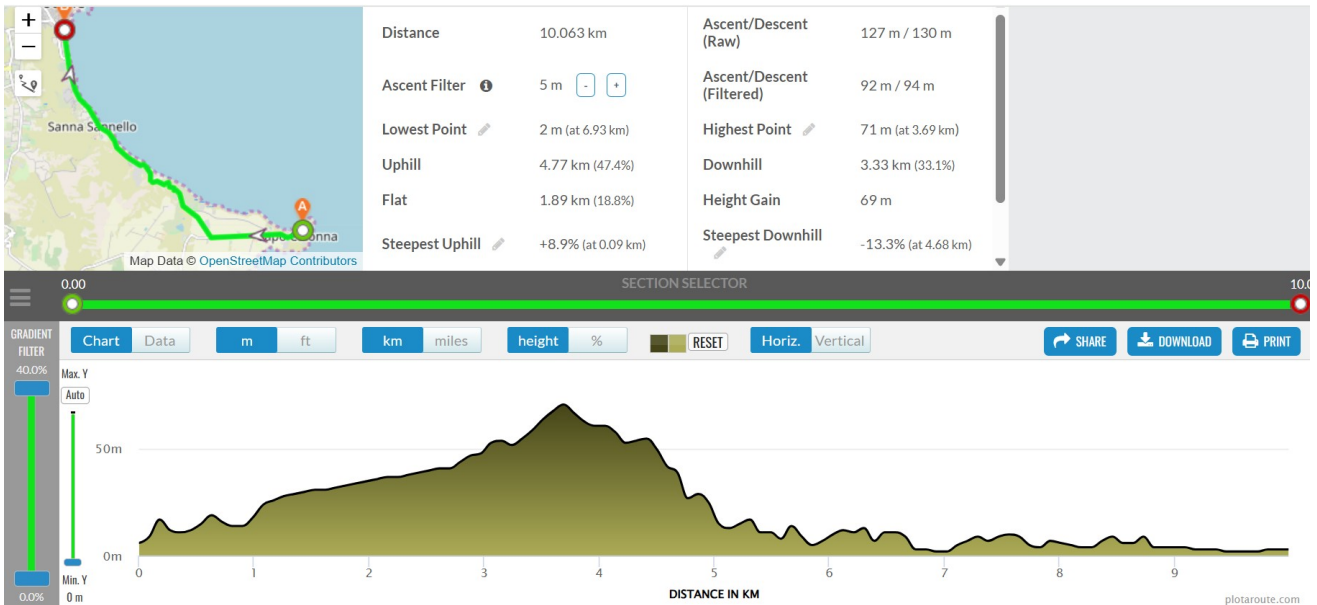 B
+
−
Sanna Sannello
A
Map Data © OpenStreetMap Contributors
Distance 10.063 km
Ascent/Descent (Raw) 127 m / 130 m
Ascent Filter 5 m - +
Ascent/Descent (Filtered) 92 m / 94 m
Lowest Point 2 m (at 6.93 km)
Highest Point 71 m (at 3.69 km)
Uphill 4.77 km (47.4%)
Downhill 3.33 km (33.1%)
Flat 1.89 km (18.8%)
Height Gain 69 m
Steepest Uphill +8.9% (at 0.09 km)
Steepest Downhill -13.3% (at 4.68 km)
0.00 SECTION SELECTOR 10.0
GRADIENT FILTER
40.0%
0.0%
Chart Data m ft km miles height % RESET Horiz. Vertical SHARE DOWNLOAD PRINT
Max. Y
Auto
Min. Y
0 m
50m
0m
0 1 2 3 4 5 6 7 8 9
DISTANCE IN KM
plotaroute.com